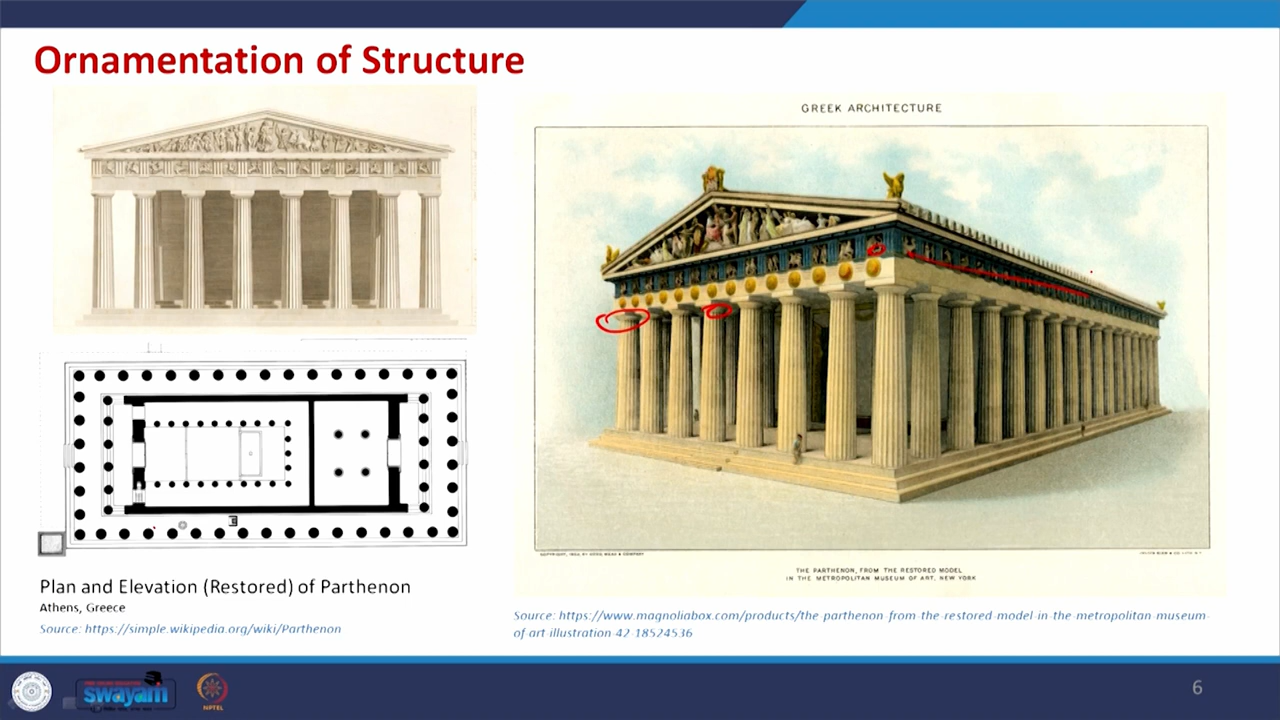 Ornamentation of Structure
GREEK ARCHITECTURE
THE PARTHENON, FROM THE RESTORED MODEL
IN THE METROPOLITAN MUSEUM OF ART, NEW YORK
Plan and Elevation (Restored) of Parthenon
Athens, Greece
Source: https://simple.wikipedia.org/wiki/Parthenon
Source: https://www.magnoliabox.com/products/the-parthenon-from-the-restored-model-in-the-metropolitan-museum-
of-art-illustration-42-18524536
swayam
NPTEL
6